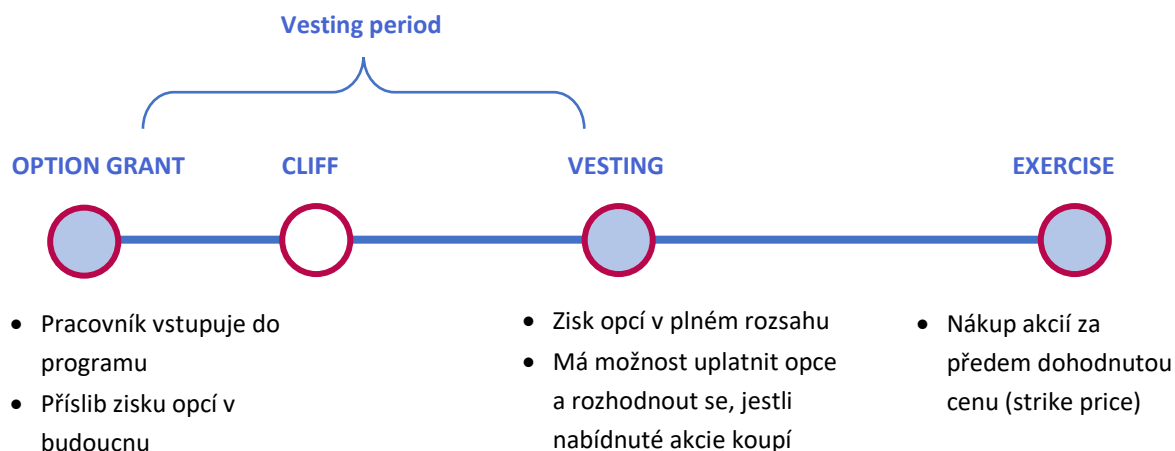 Vesting period
OPTION GRANT
CLIFF
VESTING
EXERCISE
• Pracovník vstupuje do
programu
• Příslib zisku opcí v
budoucnu
• Zisk opcí v plném rozsahu
• Má možnost uplatnit opce
a rozhodnout se, jestli
nabídnuté akcie koupí
• Nákup akcií za
předem dohodnutou
cenu (strike price)